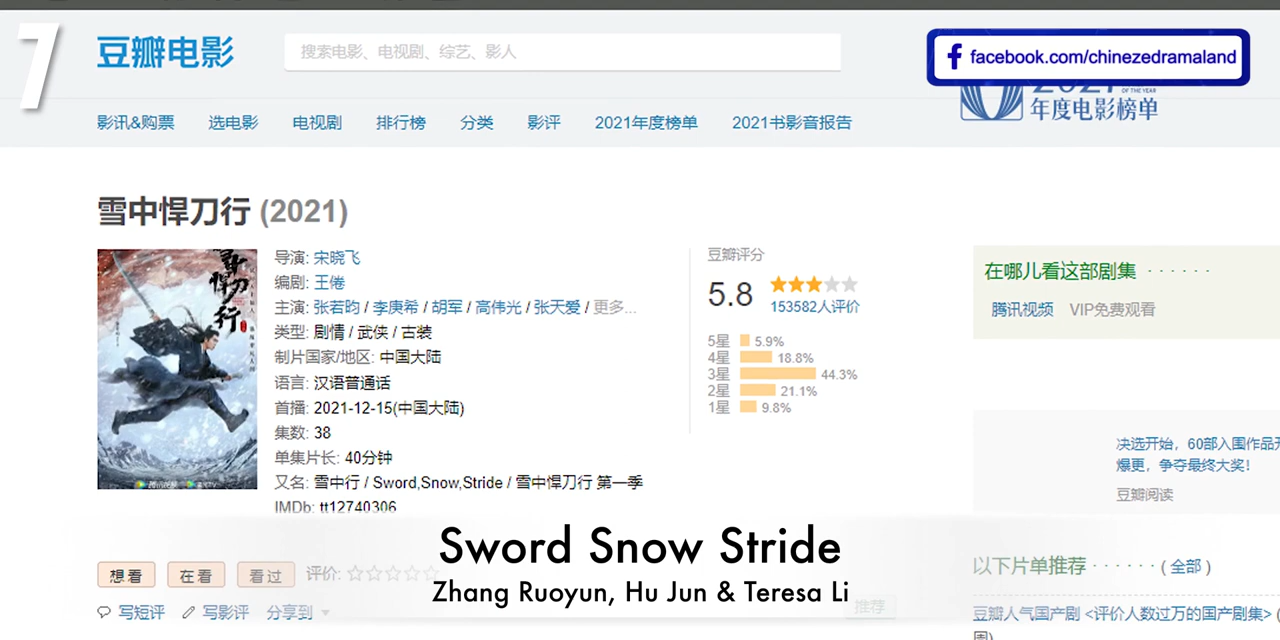 7
豆瓣电影
搜索电影、电视剧、综艺、影人
facebook.com/chinezedramaland
影讯&购票 选电影 电视剧 排行榜 分类 影评 2021年度榜单 2021书影音报告
2021 OF THE YEAR
年度电影榜单
雪中悍刀行 (2021)
雪中悍刀行
导演: 宋晓飞
编剧: 王倦
主演: 张若昀 / 李庚希 / 胡军 / 高伟光 / 张天爱 / 更多...
类型: 剧情 / 武侠 / 古装
制片国家/地区: 中国大陆
语言: 汉语普通话
首播: 2021-12-15(中国大陆)
集数: 38
单集片长: 40分钟
又名: 雪中行 / Sword,Snow,Stride / 雪中悍刀行 第一季
IMDb: tt12740306
豆瓣评分
5.8
153582人评价
5星 5.9%
4星 18.8%
3星 44.3%
2星 21.1%
1星 9.8%
在哪儿看这部剧集 · · · · · ·
腾讯视频 VIP免费观看
决选开始，60部入围作品
爆更，争夺最终大奖！
豆瓣阅读
Sword Snow Stride
Zhang Ruoyun, Hu Jun & Teresa Li
想看 在看 看过 评价:
写短评 写影评 分享到
推荐
以下片单推荐 · · · · · · ( 全部 )
豆瓣人气国产剧 <评价人数过万的国产剧集> (